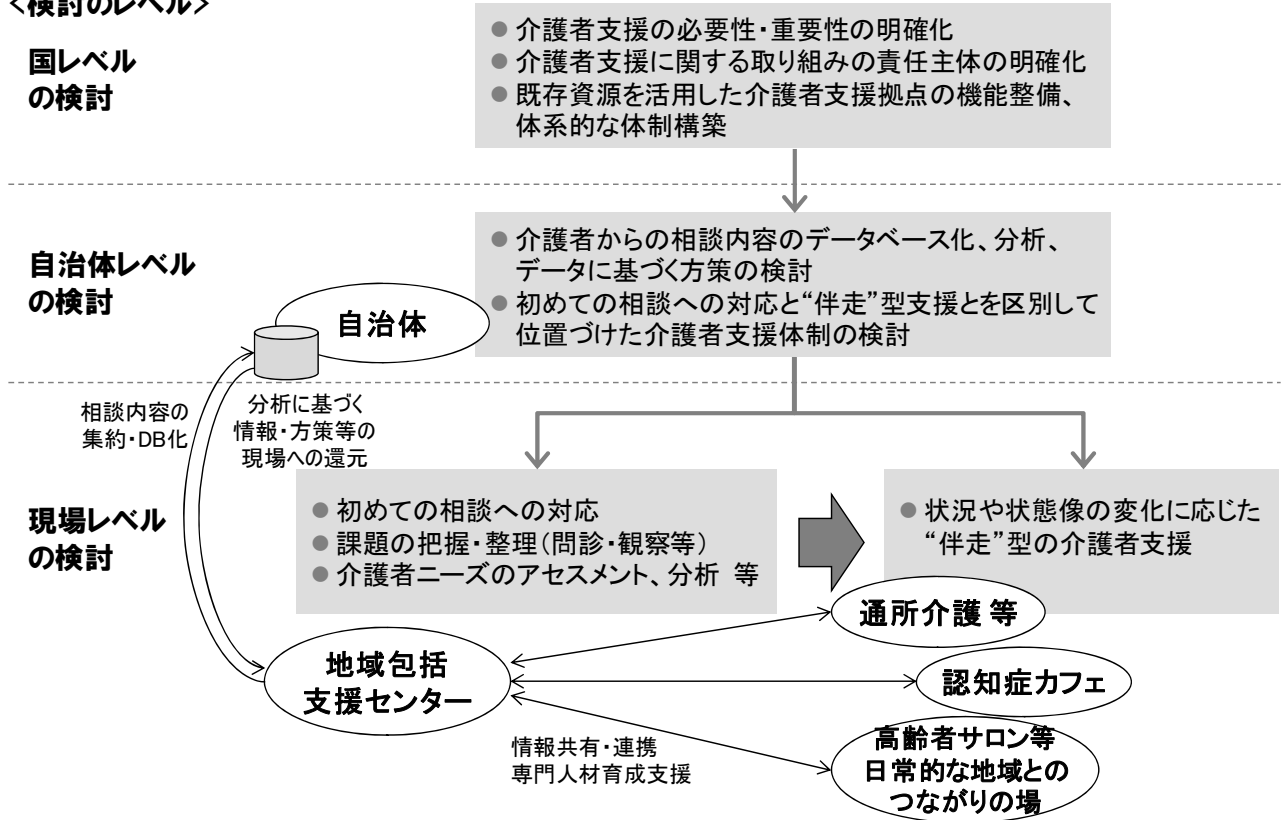 <検討のレベル>
国レベル
の検討
● 介護者支援の必要性・重要性の明確化
● 介護者支援に関する取り組みの責任主体の明確化
● 既存資源を活用した介護者支援拠点の機能整備、
体系的な体制構築
自治体レベル
の検討
● 介護者からの相談内容のデータベース化、分析、
データに基づく方策の検討
● 初めての相談への対応と“伴走”型支援とを区別して
位置づけた介護者支援体制の検討
自治体
相談内容の
集約・DB化
分析に基づく
情報・方策等の
現場への還元
現場レベル
の検討
● 初めての相談への対応
● 課題の把握・整理（問診・観察等）
● 介護者ニーズのアセスメント、分析 等
● 状況や状態像の変化に応じた
“伴走”型の介護者支援
地域包括
支援センター
通所介護 等
認知症カフェ
高齢者サロン等
日常的な地域との
つながりの場
情報共有・連携
専門人材育成支援